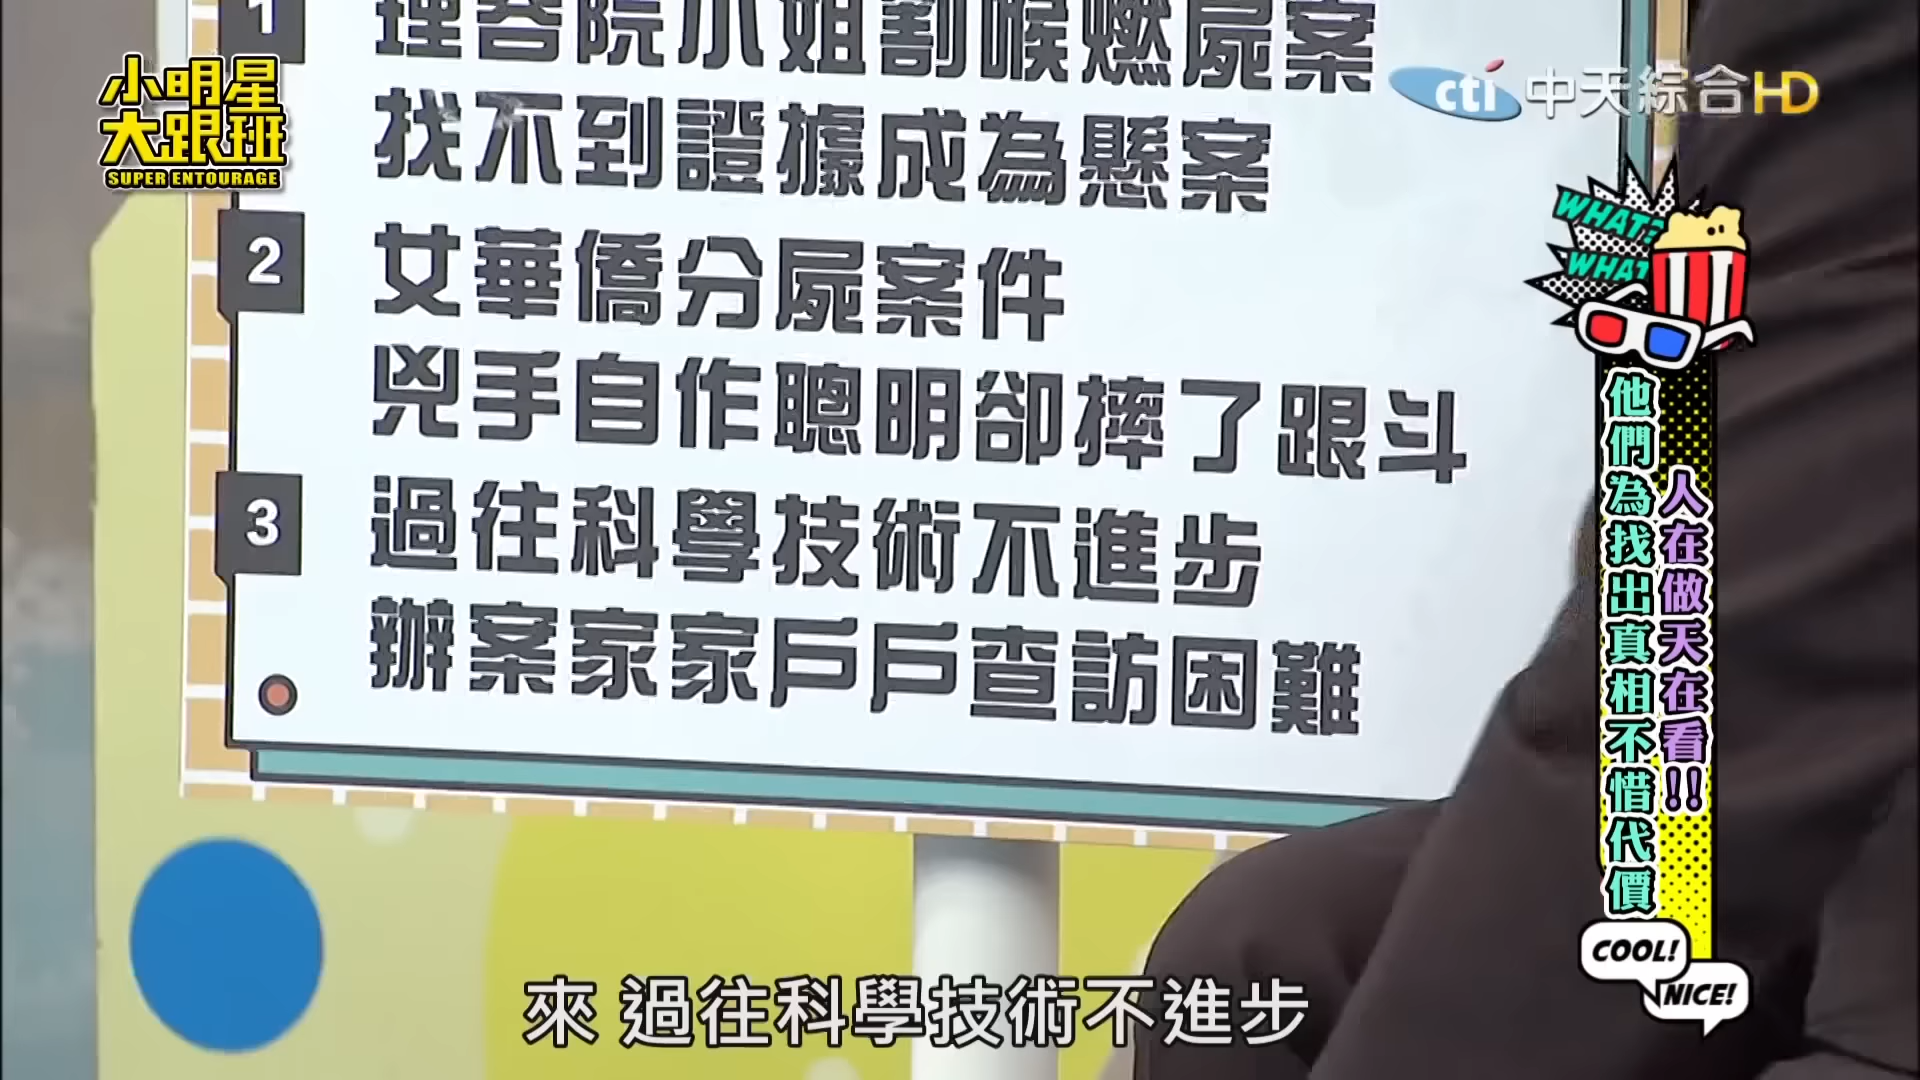 小明星
大跟班
SUPER ENTOURAGE
cti 中天綜合HD
1
理容院小姐割喉燃屍案
找不到證據成為懸案
2
女華僑分屍案件
兇手自作聰明卻摔了跟斗
3
過往科學技術不進步
辦案家家戶戶查訪困難
WHAT?
WHAT
人在做天在看!!
他們為找出真相不惜代價
COOL!
NICE!
來 過往科學技術不進步